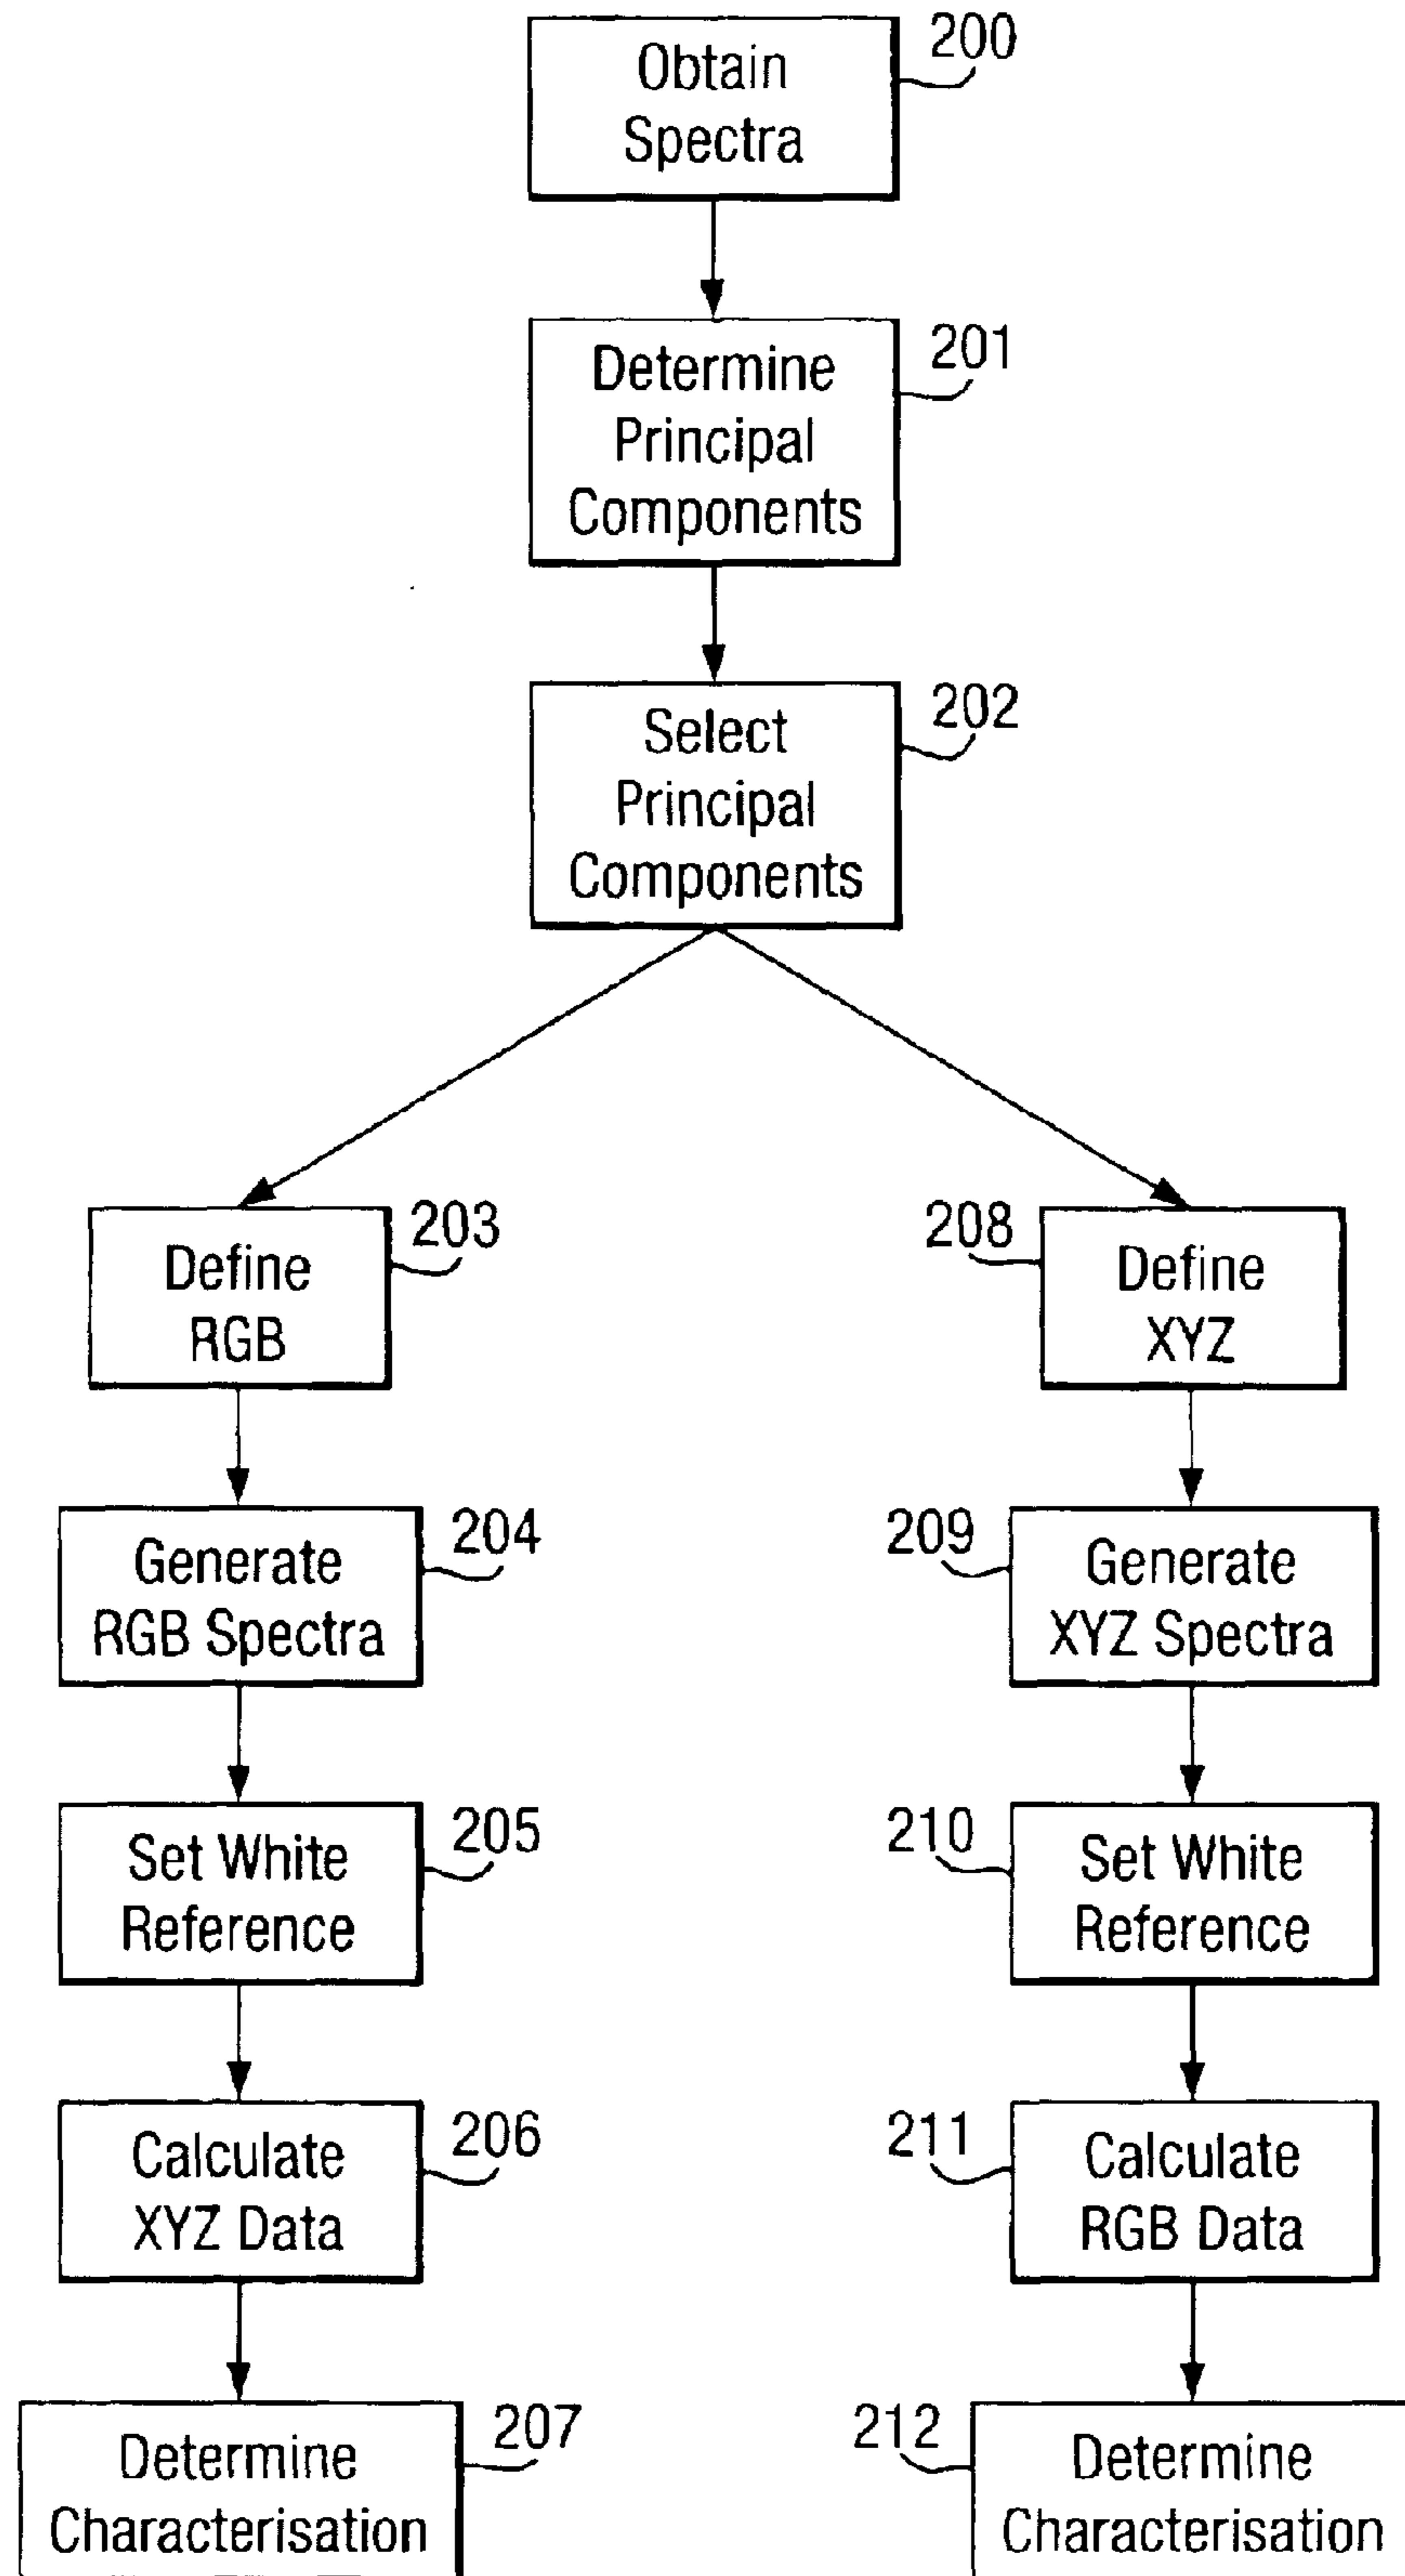 200
Obtain
Spectra
201
Determine
Principal
Components
202
Select
Principal
Components
203
Define
RGB
208
Define
XYZ
204
Generate
RGB Spectra
209
Generate
XYZ Spectra
205
Set White
Reference
210
Set White
Reference
206
Calculate
XYZ Data
211
Calculate
RGB Data
207
Determine
Characterisation
212
Determine
Characterisation